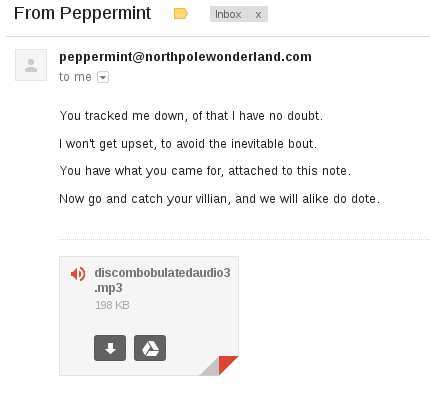 From Peppermint
Inbox x
peppermint@northpolewonderland.com
to me
You tracked me down, of that I have no doubt.
I won't get upset, to avoid the inevitable bout.
You have what you came for, attached to this note.
Now go and catch your villian, and we will alike do dote.
discombobulatedaudio3
.mp3
198 KB